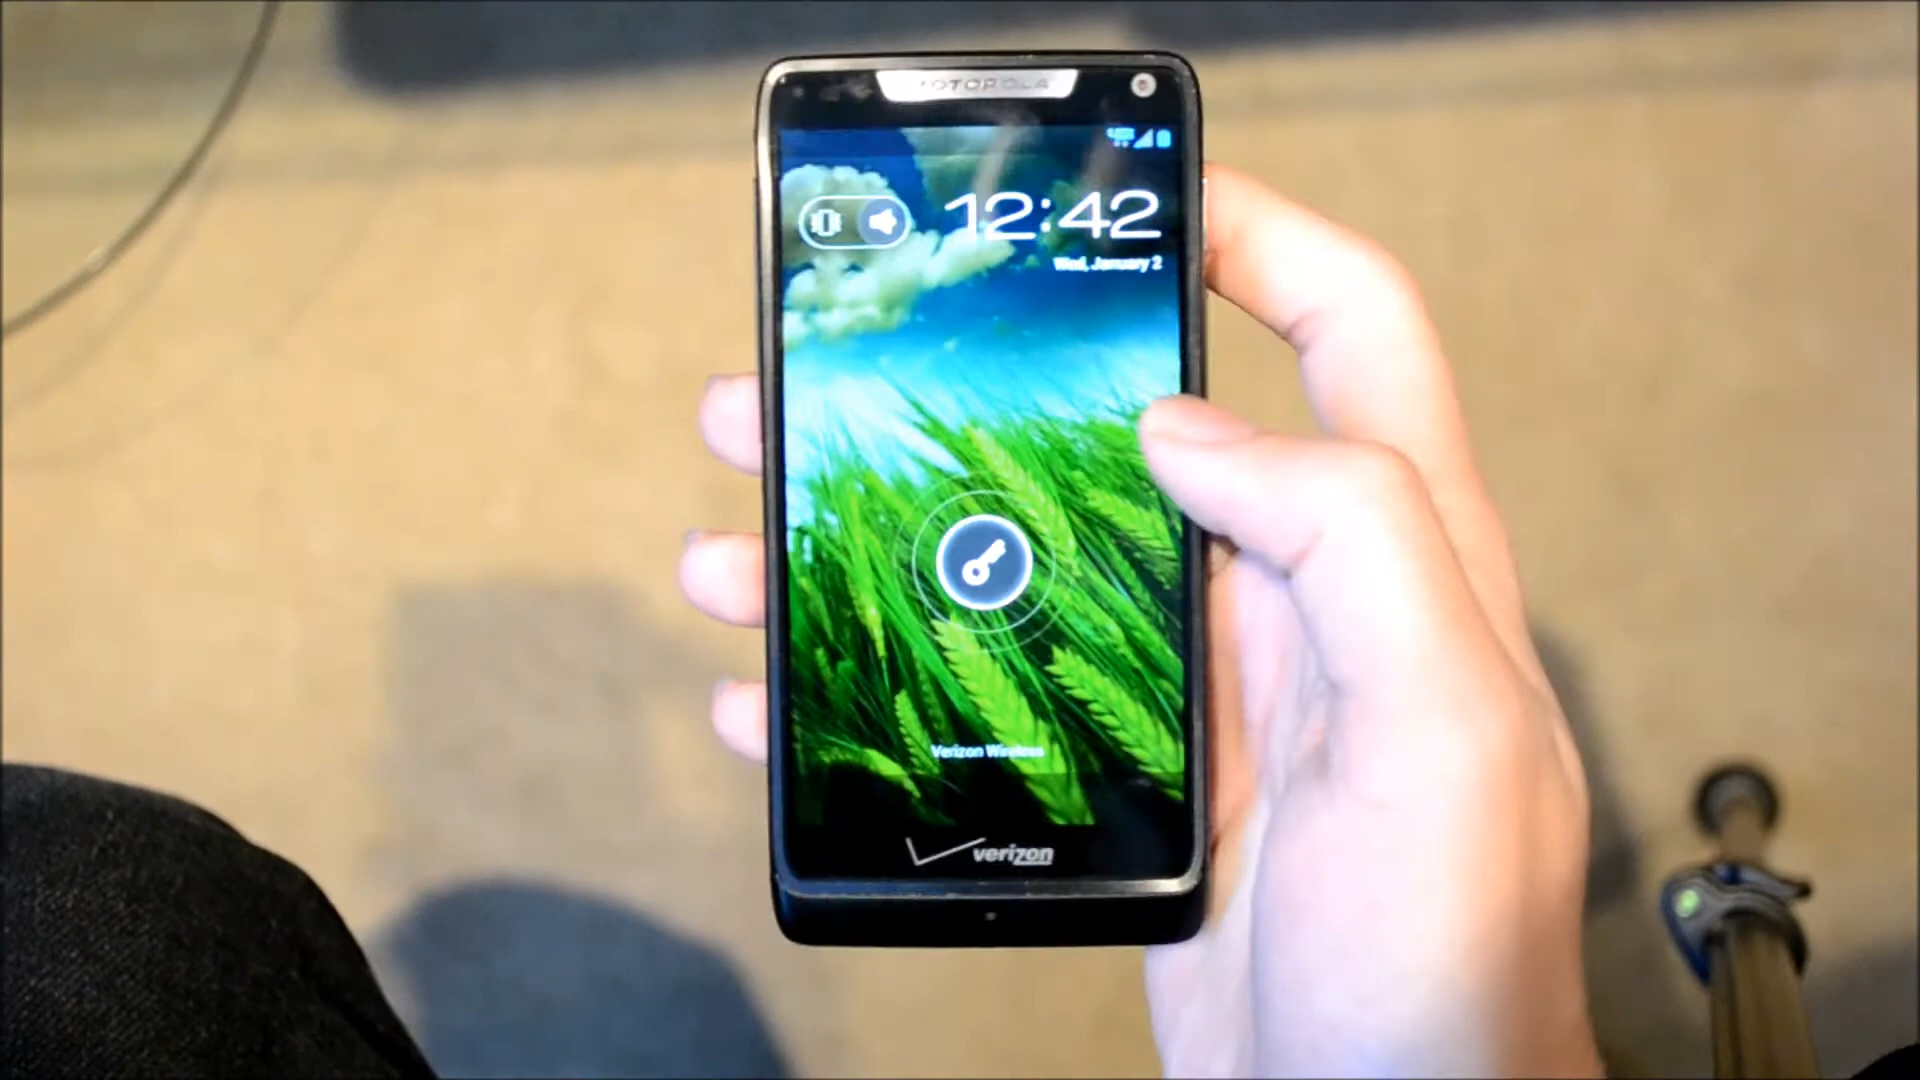 MOTOROLA
12:42
Wed, January 2
Verizon Wireless
verizon